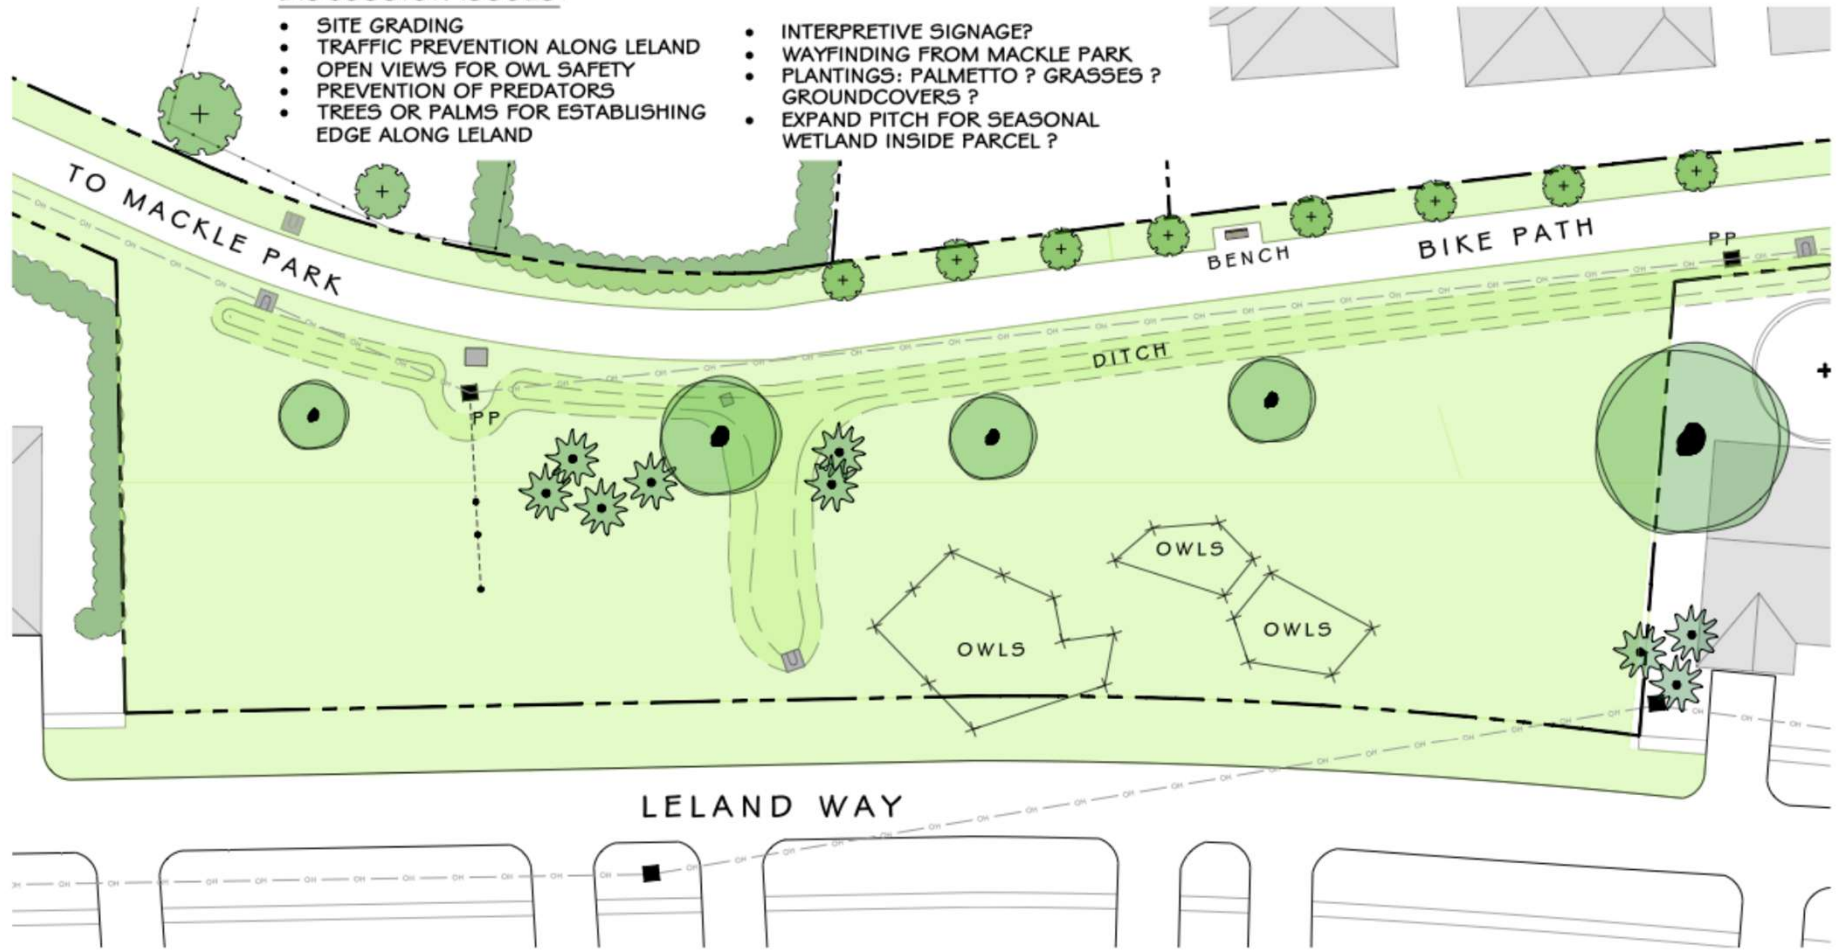 SITE GRADING
TRAFFIC PREVENTION ALONG LELAND
OPEN VIEWS FOR OWL SAFETY
PREVENTION OF PREDATORS
TREES OR PALMS FOR ESTABLISHING
EDGE ALONG LELAND
INTERPRETIVE SIGNAGE?
WAYFINDING FROM MACKLE PARK
PLANTINGS: PALMETTO ? GRASSES ?
GROUNDCOVERS ?
EXPAND PITCH FOR SEASONAL
WETLAND INSIDE PARCEL ?
TO MACKLE PARK
BENCH
BIKE PATH
PP
DITCH
PP
OWLS
OWLS
OWLS
LELAND WAY